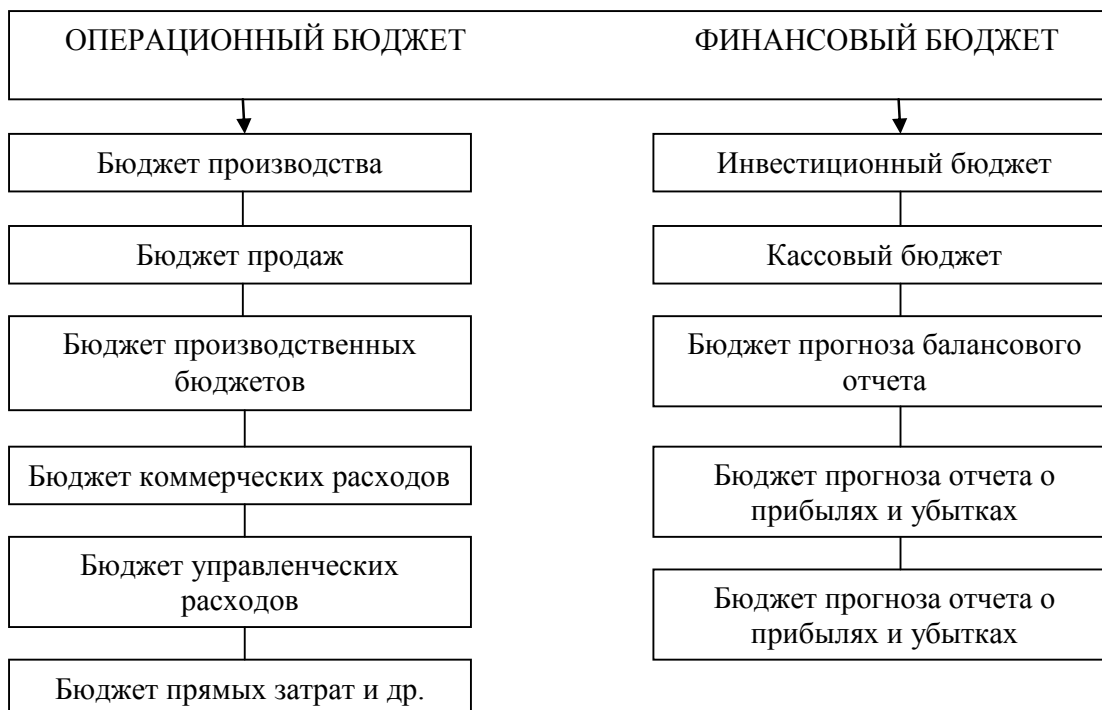 ОПЕРАЦИОННЫЙ БЮДЖЕТ
ФИНАНСОВЫЙ БЮДЖЕТ
Бюджет производства
Бюджет продаж
Бюджет производственных
бюджетов
Бюджет коммерческих расходов
Бюджет управленческих
расходов
Бюджет прямых затрат и др.
Инвестиционный бюджет
Кассовый бюджет
Бюджет прогноза балансового
отчета
Бюджет прогноза отчета о
прибылях и убытках
Бюджет прогноза отчета о
прибылях и убытках